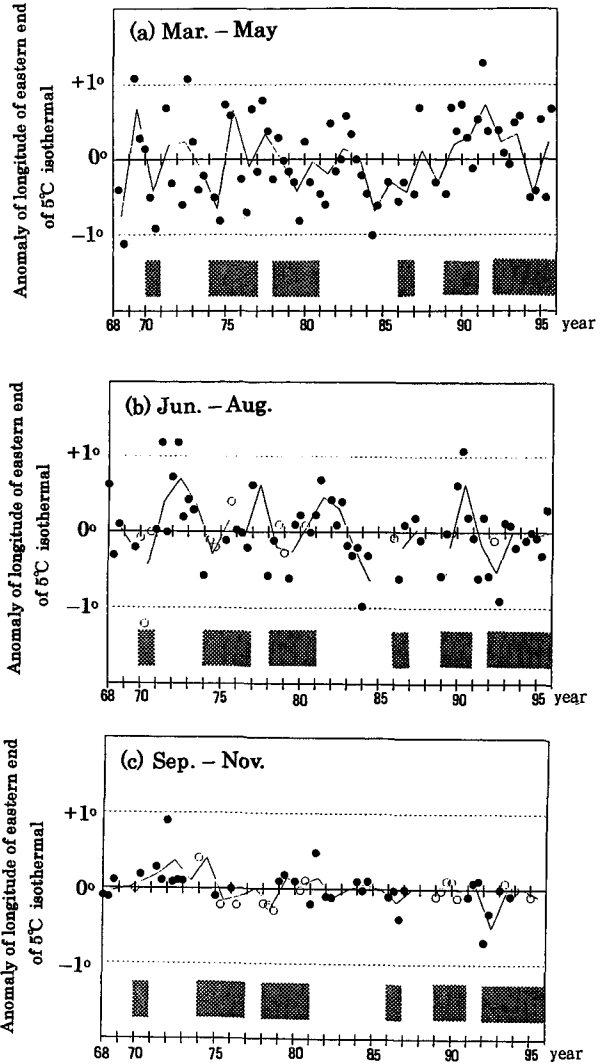 Anomaly of longitude of eastern end
of 5℃ isothermal
(a) Mar. – May
+1°
0°
−1°
68 70 75 80 85 90 95 year
Anomaly of longitude of eastern end
of 5℃ isothermal
(b) Jun. – Aug.
+1°
0°
−1°
68 70 75 80 85 90 95 year
Anomaly of longitude of eastern end
of 5℃ isothermal
(c) Sep. – Nov.
+1°
0°
−1°
68 70 75 80 85 90 95 year